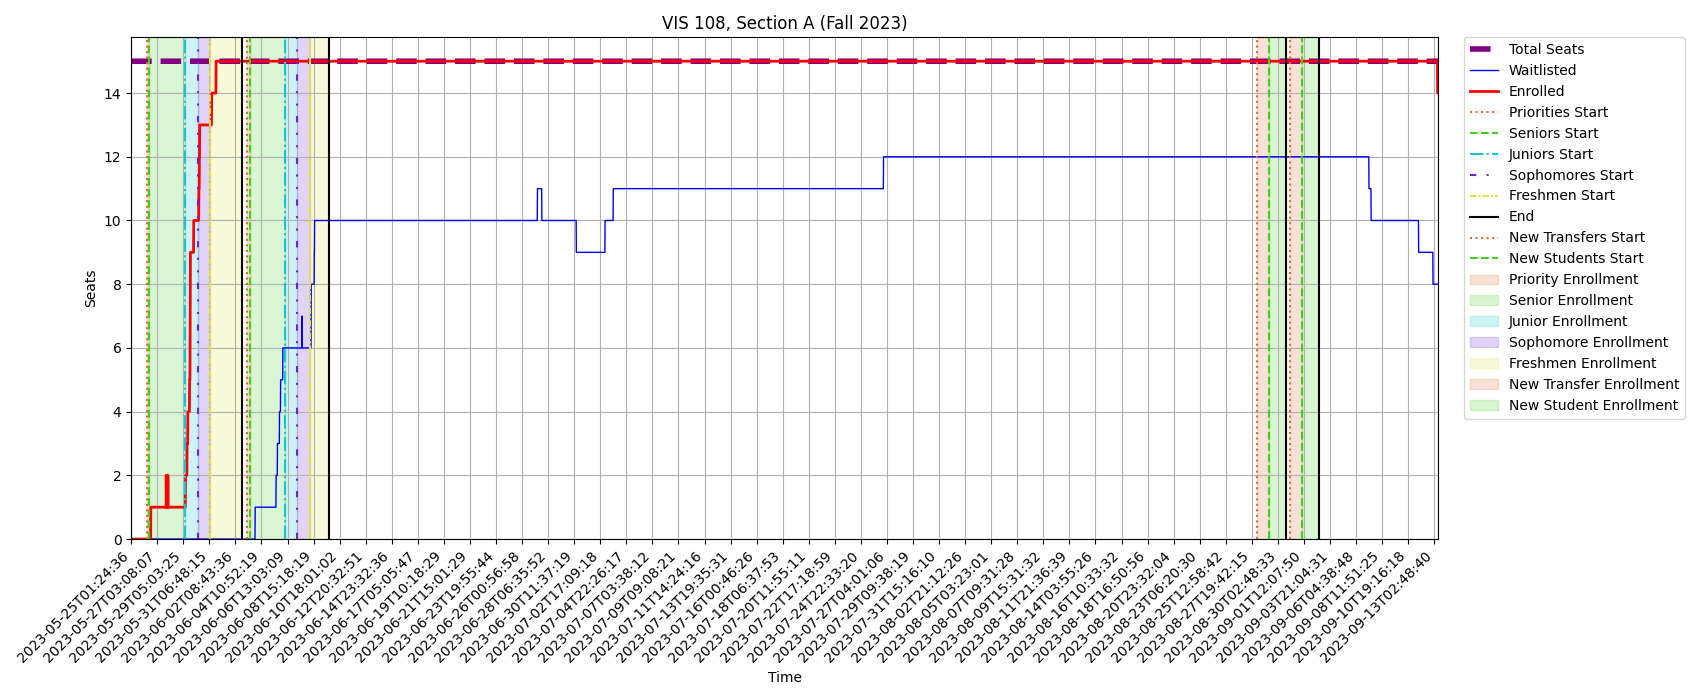 VIS 108, Section A (Fall 2023)
Total Seats
Waitlisted
Enrolled
Priorities Start
Seniors Start
Juniors Start
Sophomores Start
Freshmen Start
End
New Transfers Start
New Students Start
Priority Enrollment
Senior Enrollment
Junior Enrollment
Sophomore Enrollment
Freshmen Enrollment
New Transfer Enrollment
New Student Enrollment
Seats
14
12
10
8
6
4
2
0
2023-05-25T01:24:36
2023-05-27T03:08:07
2023-05-29T05:03:25
2023-05-31T06:48:15
2023-06-02T08:43:36
2023-06-04T10:52:19
2023-06-06T13:03:09
2023-06-08T15:18:19
2023-06-10T18:01:02
2023-06-12T20:32:51
2023-06-14T23:32:36
2023-06-17T05:05:47
2023-06-19T10:18:29
2023-06-21T15:01:29
2023-06-23T19:55:44
2023-06-26T00:56:58
2023-06-28T06:35:52
2023-06-30T11:37:19
2023-07-02T17:09:18
2023-07-04T22:26:17
2023-07-07T03:38:12
2023-07-09T09:08:21
2023-07-11T14:24:16
2023-07-13T19:35:31
2023-07-16T00:46:26
2023-07-18T06:37:53
2023-07-20T11:55:11
2023-07-22T17:18:59
2023-07-24T22:33:20
2023-07-27T04:01:06
2023-07-29T09:38:19
2023-07-31T15:16:10
2023-08-02T21:12:26
2023-08-05T03:23:01
2023-08-07T09:31:28
2023-08-09T15:31:32
2023-08-11T21:36:39
2023-08-14T03:55:26
2023-08-16T10:33:32
2023-08-18T16:50:56
2023-08-20T23:32:04
2023-08-23T06:20:30
2023-08-25T12:58:42
2023-08-27T19:42:15
2023-08-30T02:48:33
2023-09-01T12:07:50
2023-09-03T21:04:31
2023-09-06T04:38:48
2023-09-08T11:51:25
2023-09-10T19:16:18
2023-09-13T02:48:40
Time